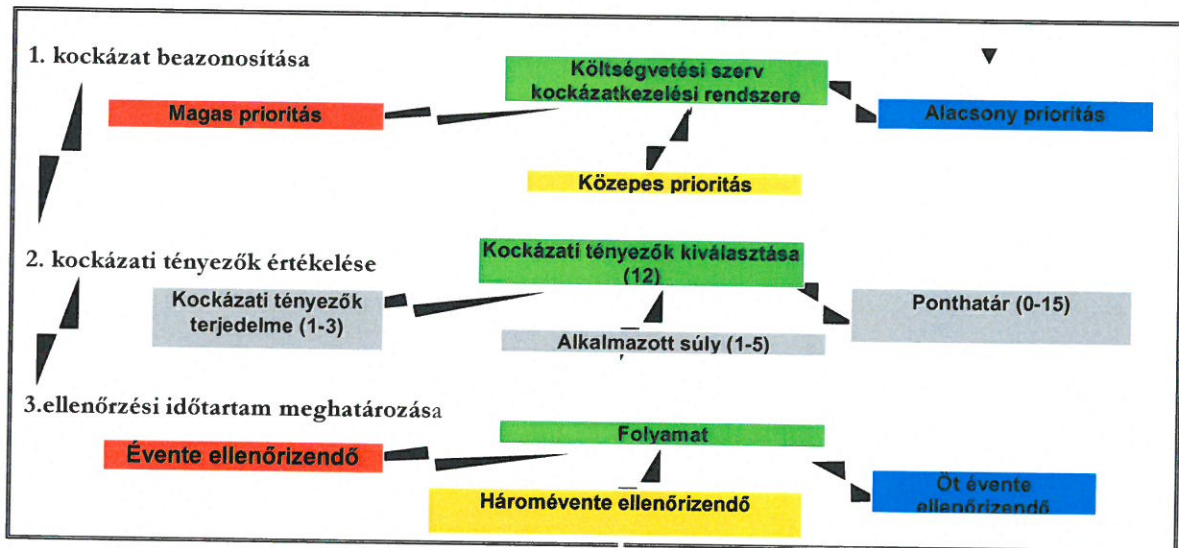 1. kockázat beazonosítása
Költségvetési szerv
kockázatkezelési rendszere
Magas prioritás
Alacsony prioritás
Közepes prioritás
2. kockázati tényezők értékelése
Kockázati tényezők kiválasztása
(12)
Kockázati tényezők
terjedelme (1-3)
Ponthatár (0-15)
Alkalmazott súly (1-5)
3.ellenőrzési időtartam meghatározása
Folyamat
Évente ellenőrizendő
Háromévente ellenőrizendő
Öt évente
ellenőrizendő